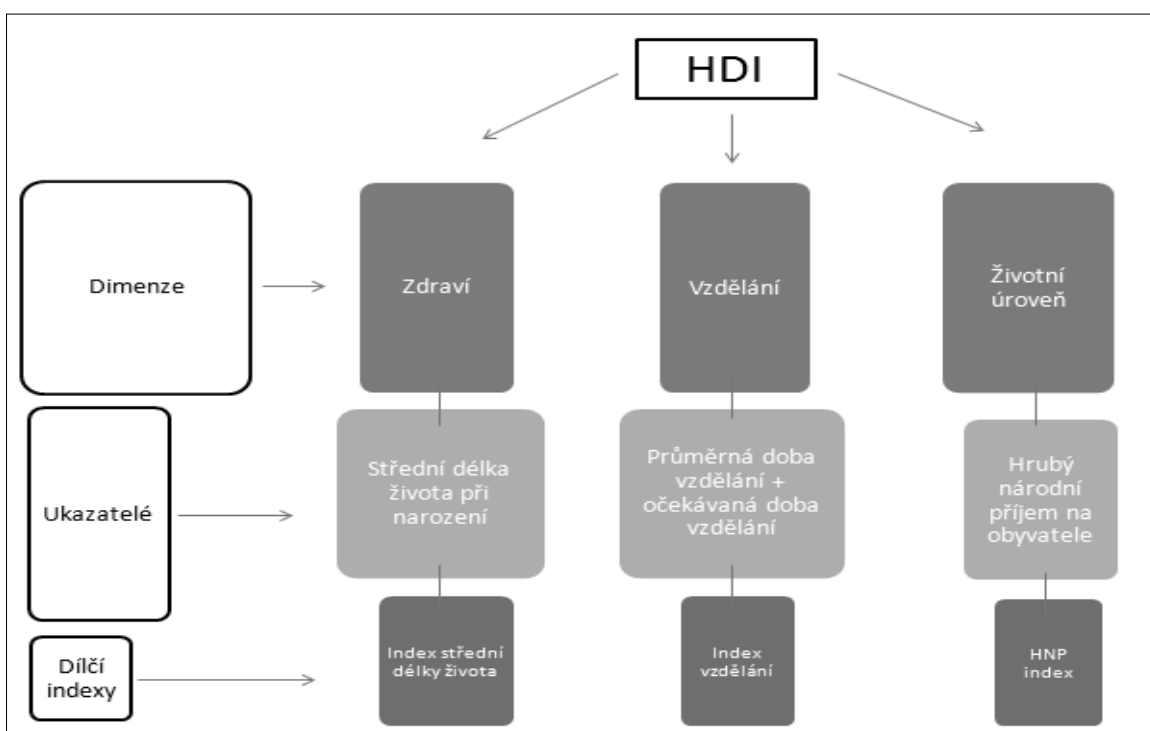 HDI
Dimenze
Zdraví
Vzdělání
Životní
úroveň
Ukazatelé
Střední délka
života při
narození
Průměrná doba
vzdělání +
očekávaná doba
vzdělání
Hrubý
národní
příjem na
obyvatele
Dílčí
indexy
Index střední
délky života
Index
vzdělání
HNP
index